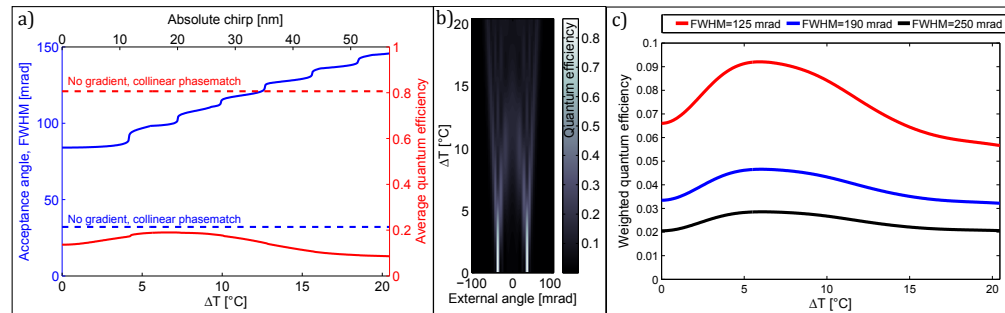 a)
Absolute chirp [nm]
0 10 20 30 40 50
Acceptance angle, FWHM [mrad]
150
100
50
0
No gradient, collinear phasematch
No gradient, collinear phasematch
1
0.8
0.6
0.4
0.2
0
Average quantum efficiency
0 5 10 15 20
ΔT [°C]
b)
ΔT [°C]
20
15
10
5
0
−100 0 100
External angle [mrad]
Quantum efficiency
0.8
0.7
0.6
0.5
0.4
0.3
0.2
0.1
c)
FWHM=125 mrad FWHM=190 mrad FWHM=250 mrad
Weighted quantum efficiency
0.1
0.09
0.08
0.07
0.06
0.05
0.04
0.03
0.02
0.01
0
0 5 10 15 20
ΔT [°C]